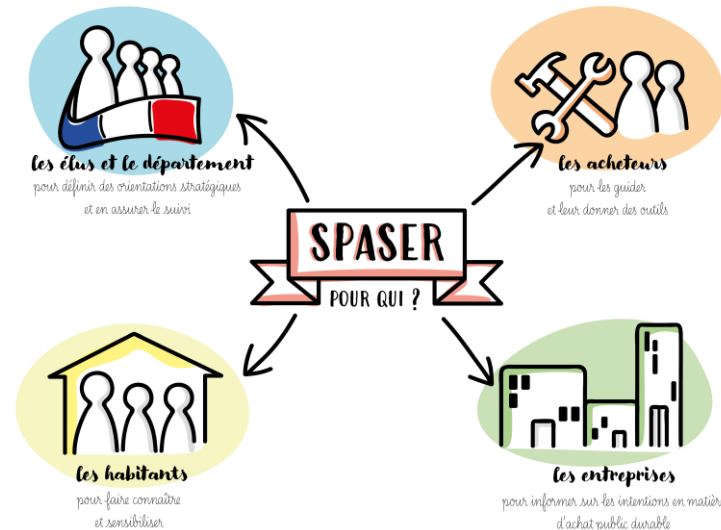 les élus et le département
pour définir des orientations stratégiques
et en assurer le suivi
les acheteurs
pour les guider
et leur donner des outils
SPASER
POUR QUI ?
les habitants
pour faire connaître
et sensibiliser
les entreprises
pour informer sur les intentions en matiè
d'achat public durable